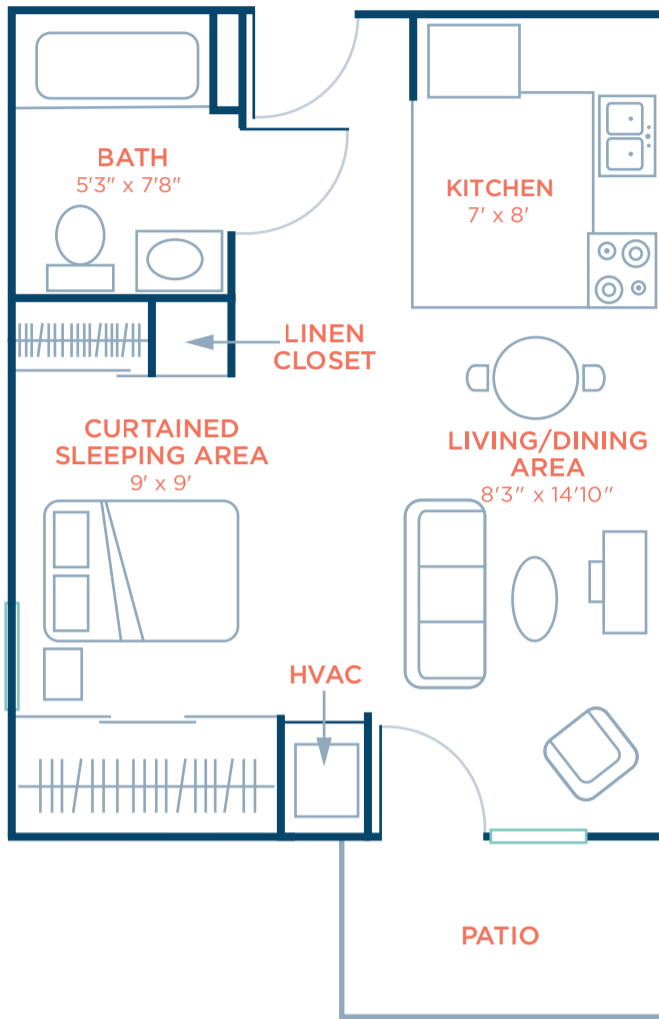 BATH
5'3" x 7'8"
KITCHEN
7' x 8'
LINEN
CLOSET
CURTAINED
SLEEPING AREA
9' x 9'
LIVING/DINING
AREA
8'3" x 14'10"
HVAC
PATIO